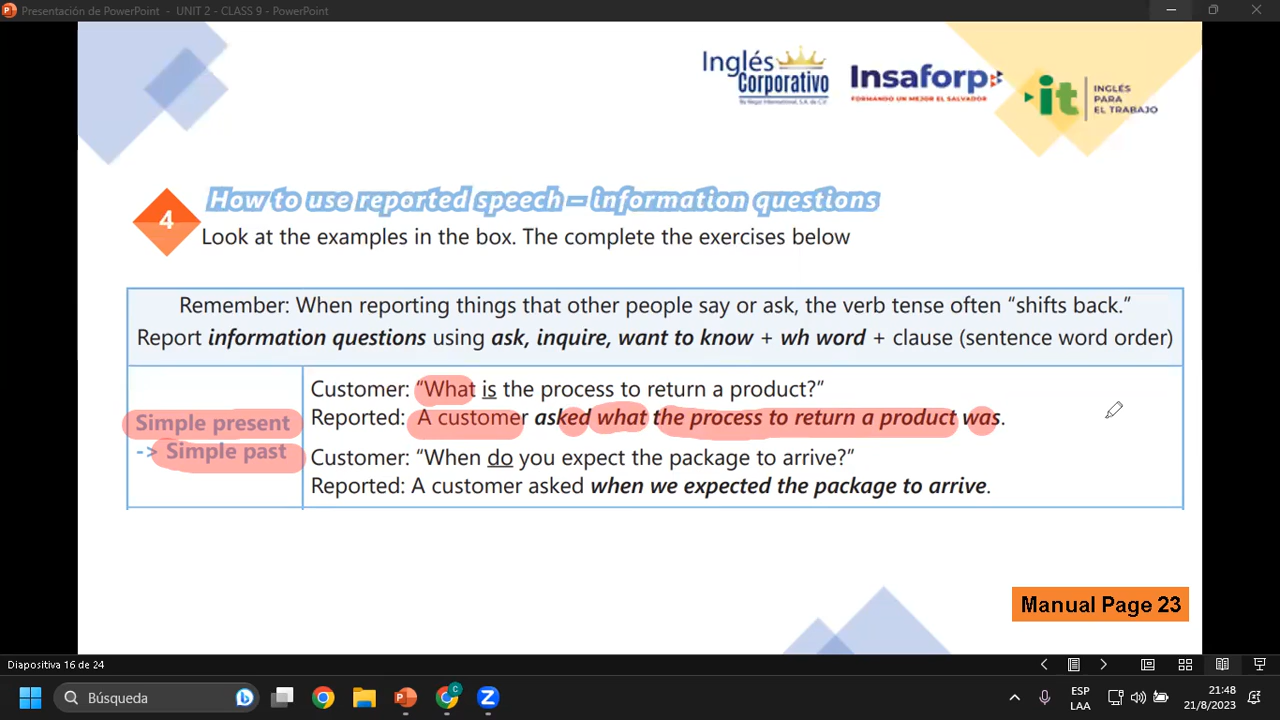 Presentación de PowerPoint - UNIT 2 - CLASS 9 - PowerPoint
Inglés
Corporativo
By Regal International, S.A. de C.V.
Insaforp
FORMANDO UN MEJOR EL SALVADOR
it
INGLÉS
PARA
EL TRABAJO
4
How to use reported speech – information questions
Look at the examples in the box. The complete the exercises below
Remember: When reporting things that other people say or ask, the verb tense often “shifts back.”
Report information questions using ask, inquire, want to know + wh word + clause (sentence word order)
Simple present
-> Simple past
Customer: “What is the process to return a product?”
Reported: A customer asked what the process to return a product was.
Customer: “When do you expect the package to arrive?”
Reported: A customer asked when we expected the package to arrive.
Manual Page 23
Diapositiva 16 de 24
Búsqueda
ESP
LAA
21:48
21/8/2023